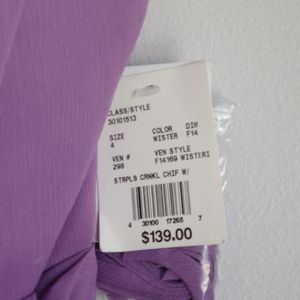 CLASS/STYLE
30101513
SIZE COLOR DIM
4 WISTER F14
VEN # VEN STYLE
298 F14169 WISTERI
STRPLS CRNKL CHIF W/
4 30100 17265 7
$139.00